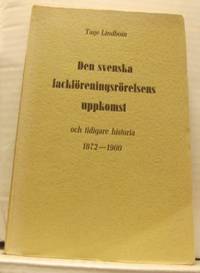 Tage Lindbom
Den svenska
fackföreningsrörelsens
uppkomst
och tidigare historia
1872—1900